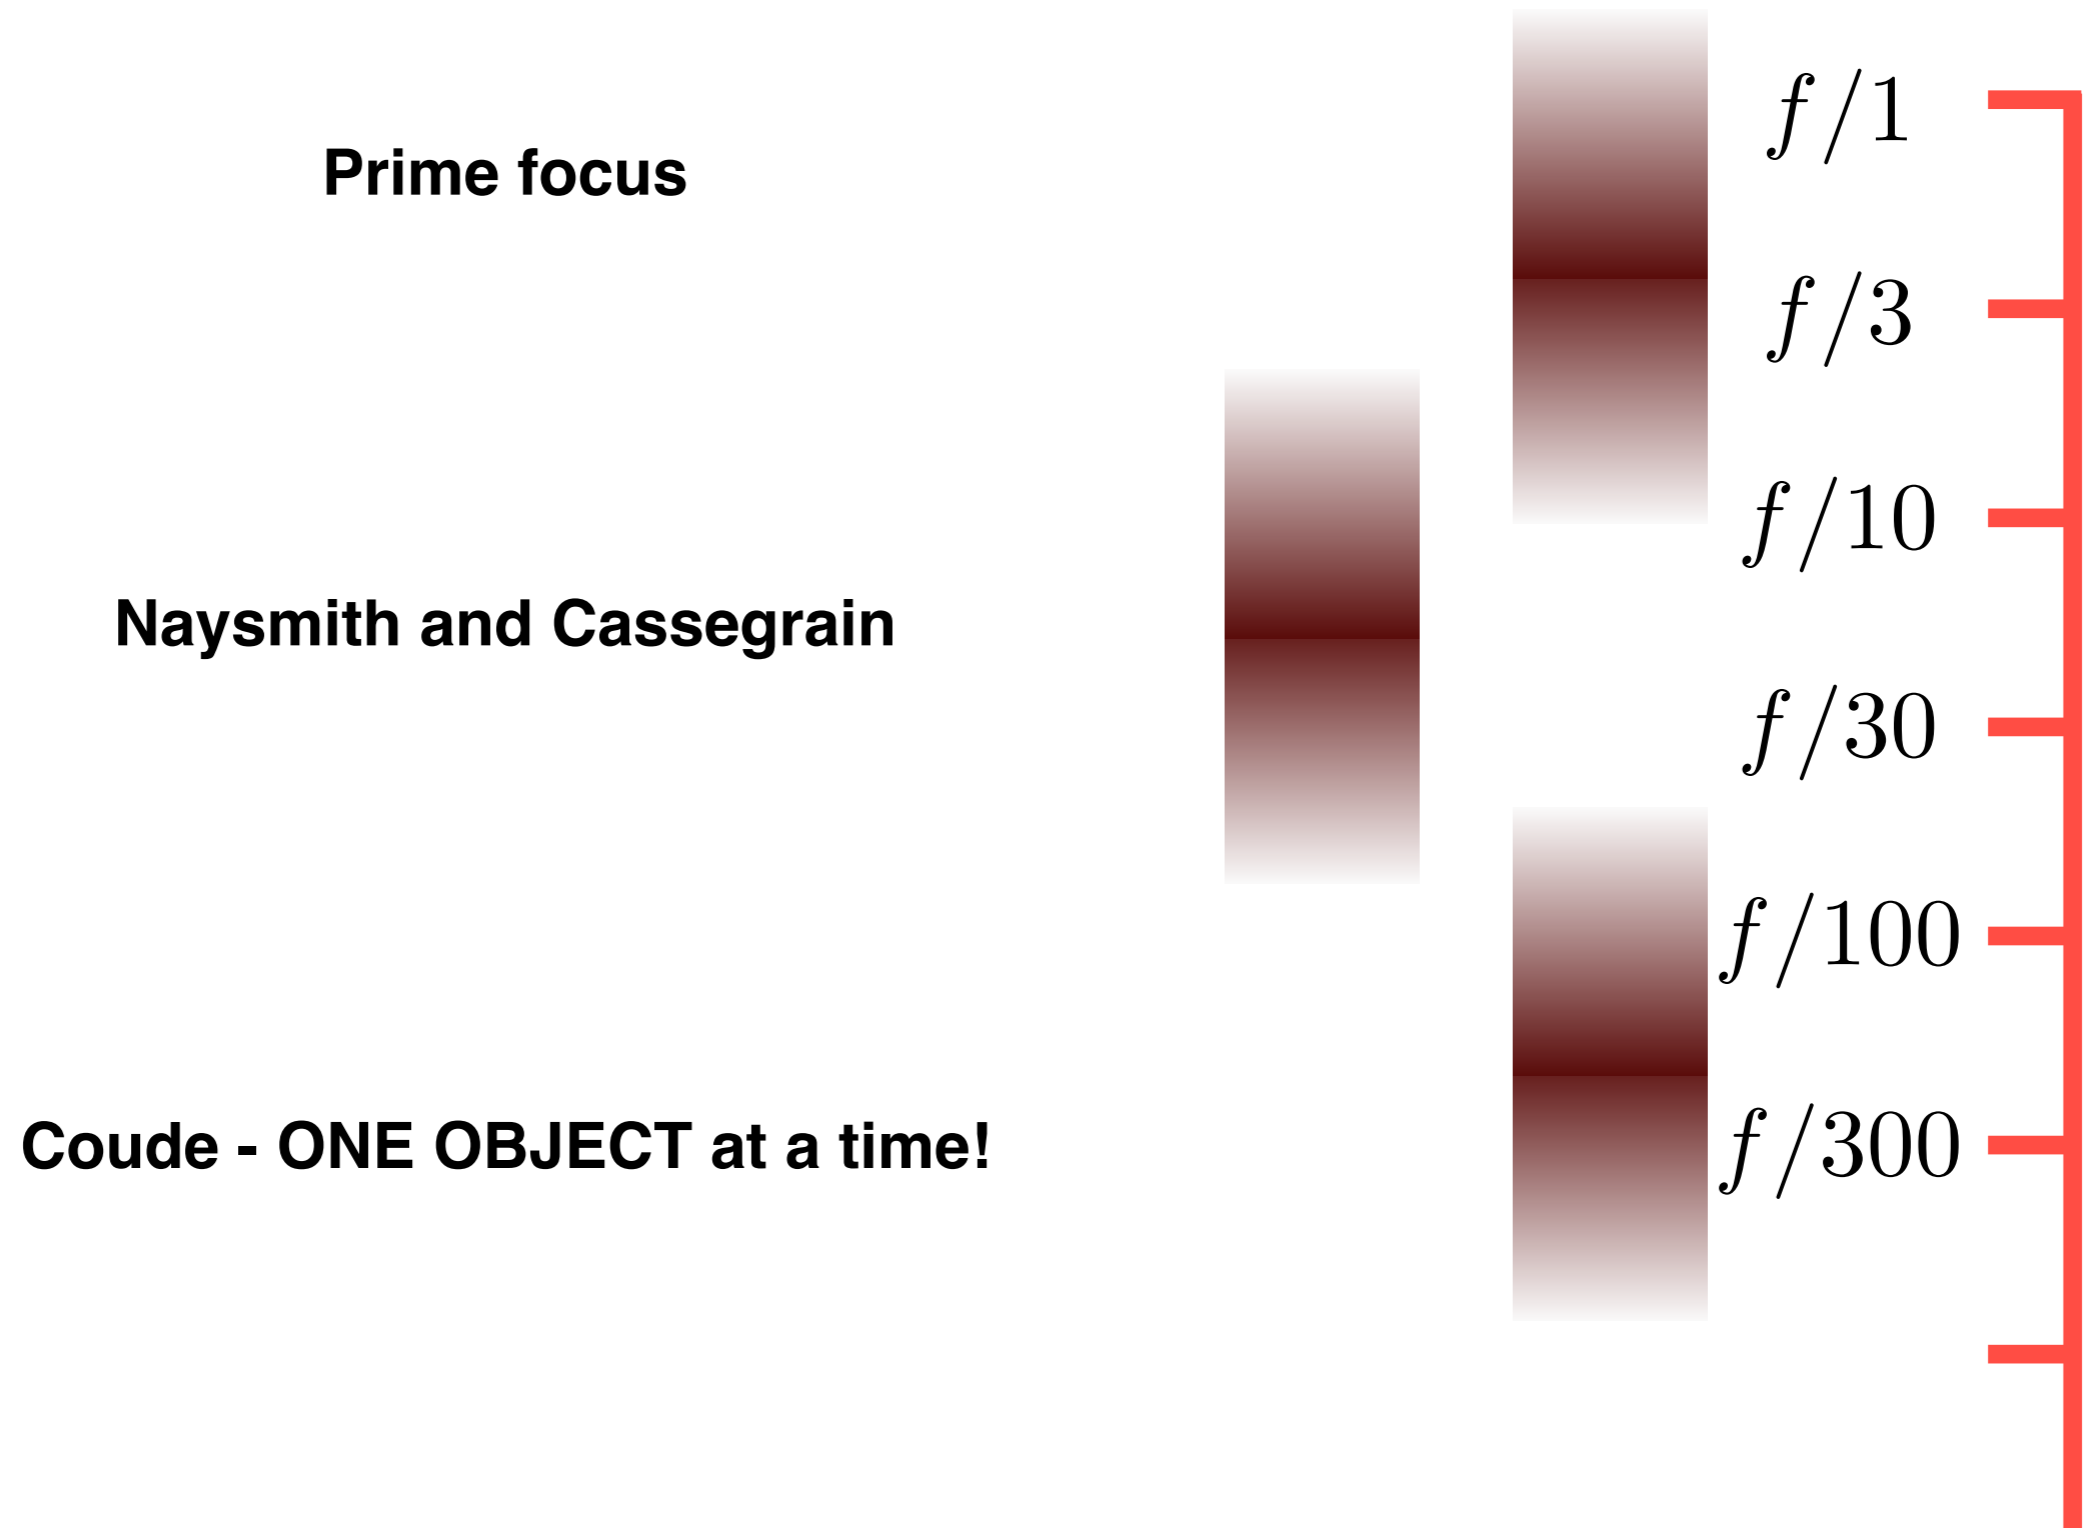 f/1
Prime focus
f/3
f/10
Naysmith and Cassegrain
f/30
f/100
Coude - ONE OBJECT at a time!
f/300